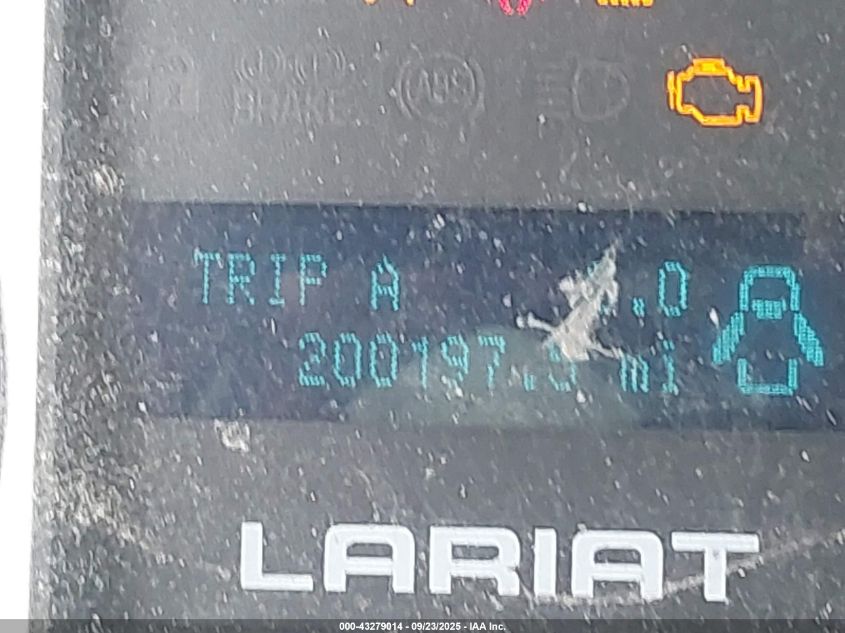 BRAKE
ABS
TRIP A .0
200197. mi
LARIAT
000-43279014 - 09/23/2025 - IAA Inc.